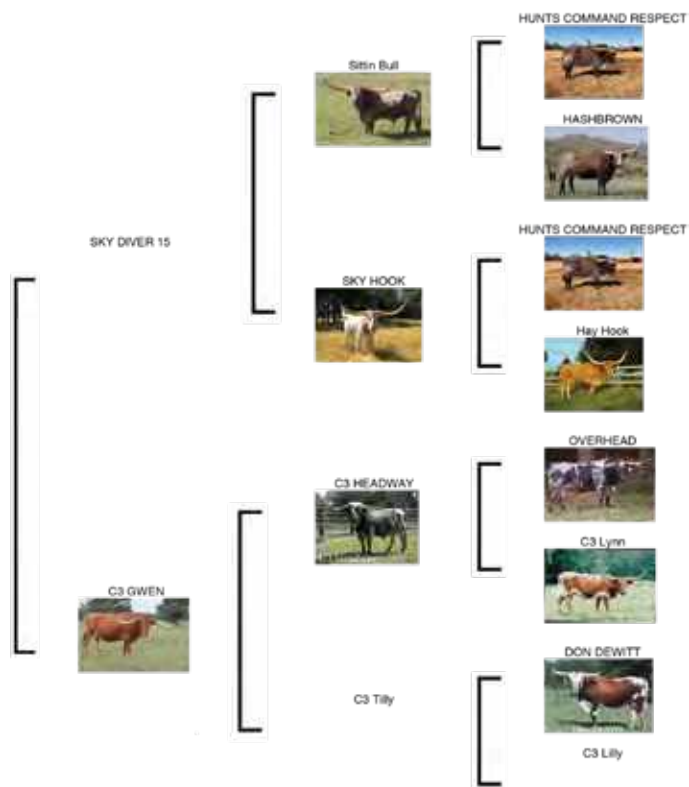 HUNTS COMMAND RESPECT
Sittin Bull
HASHBROWN
SKY DIVER 15
HUNTS COMMAND RESPECT
SKY HOOK
Hay Hook
OVERHEAD
C3 HEADWAY
C3 Lynn
C3 GWEN
DON DEWITT
C3 Tilly
C3 Lilly